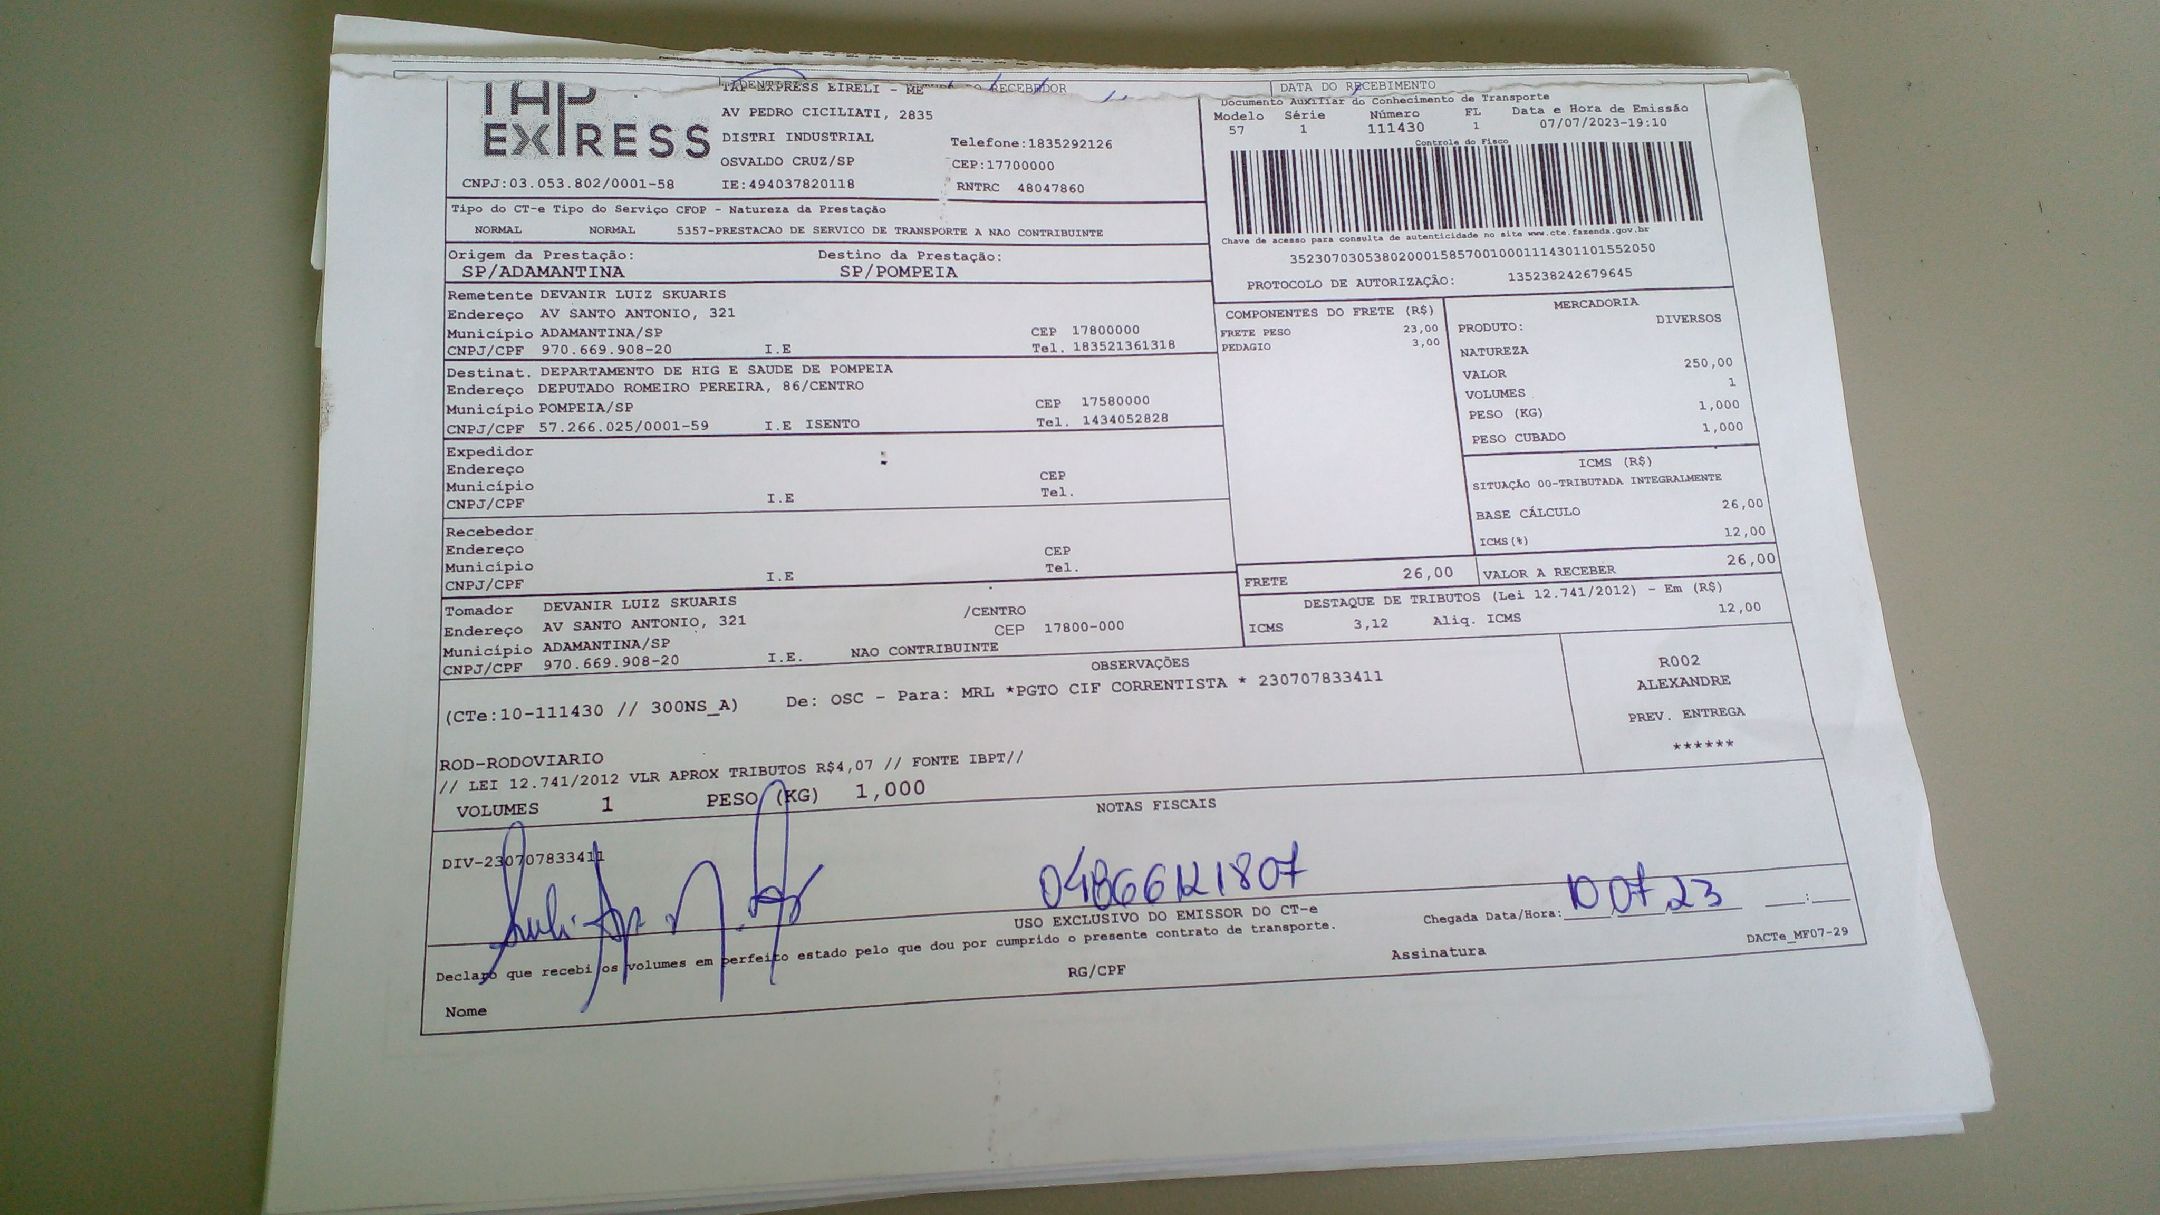 TAP EXPRESS
DATA DO RECEBIMENTO
TAP EXPRESS EIRELI - ME
RECEBEDOR
AV PEDRO CICILIATI, 2835
DISTRI INDUSTRIAL
Telefone:1835292126
OSVALDO CRUZ/SP
CEP:17700000
CNPJ:03.053.802/0001-58
IE:494037820118
RNTRC 48047860
Documento Auxiliar do Conhecimento de Transporte
Modelo Série Número FL Data e Hora de Emissão
57 1 111430 1 07/07/2023-19:10
Controle do Fisco
Chave de acesso para consulta de autenticidade no site www.cte.fazenda.gov.br
35230703053802000158570010001114301101552050
PROTOCOLO DE AUTORIZAÇÃO: 135238242679645
Tipo do CT-e Tipo do Serviço CFOP - Natureza da Prestação
NORMAL NORMAL 5357-PRESTACAO DE SERVICO DE TRANSPORTE A NAO CONTRIBUINTE
Origem da Prestação: Destino da Prestação:
SP/ADAMANTINA SP/POMPEIA
Remetente DEVANIR LUIZ SKUARIS
Endereço AV SANTO ANTONIO, 321
Município ADAMANTINA/SP CEP 17800000
CNPJ/CPF 970.669.908-20 I.E Tel. 183521361318
Destinat. DEPARTAMENTO DE HIG E SAUDE DE POMPEIA
Endereço DEPUTADO ROMEIRO PEREIRA, 86/CENTRO
Município POMPEIA/SP CEP 17580000
CNPJ/CPF 57.266.025/0001-59 I.E ISENTO Tel. 1434052828
Expedidor
Endereço CEP
Município Tel.
CNPJ/CPF I.E
Recebedor
Endereço CEP
Município Tel.
CNPJ/CPF I.E
Tomador DEVANIR LUIZ SKUARIS /CENTRO
Endereço AV SANTO ANTONIO, 321 CEP 17800-000
Município ADAMANTINA/SP
CNPJ/CPF 970.669.908-20 I.E. NAO CONTRIBUINTE
COMPONENTES DO FRETE (R$)
FRETE PESO 23,00
PEDAGIO 3,00
MERCADORIA
PRODUTO: DIVERSOS
NATUREZA
VALOR 250,00
VOLUMES 1
PESO (KG) 1,000
PESO CUBADO 1,000
ICMS (R$)
SITUAÇÃO 00-TRIBUTADA INTEGRALMENTE
BASE CÁLCULO 26,00
ICMS(%) 12,00
FRETE 26,00 VALOR A RECEBER 26,00
DESTAQUE DE TRIBUTOS (Lei 12.741/2012) - Em (R$)
ICMS 3,12 Aliq. ICMS 12,00
OBSERVAÇÕES
(CTe:10-111430 // 300NS_A) De: OSC - Para: MRL *PGTO CIF CORRENTISTA * 230707833411
R002
ALEXANDRE
PREV. ENTREGA
******
ROD-RODOVIARIO
// LEI 12.741/2012 VLR APROX TRIBUTOS R$4,07 // FONTE IBPT//
VOLUMES 1 PESO (KG) 1,000
NOTAS FISCAIS
DIV-230707833411
04866121807
USO EXCLUSIVO DO EMISSOR DO CT-e
Chegada Data/Hora: 10 07 23 __:__
Declaro que recebi os volumes em perfeito estado pelo que dou por cumprido o presente contrato de transporte.
Nome RG/CPF Assinatura
DACTe_MF07-29